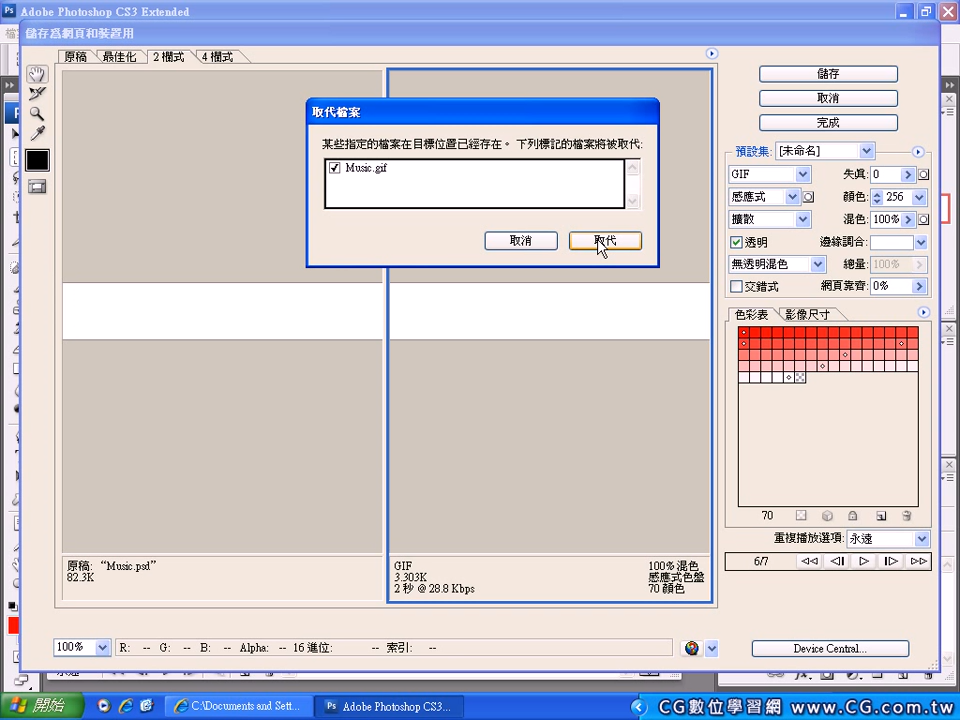 Ps Adobe Photoshop CS3 Extended
儲存爲網頁和裝置用
原稿 最佳化 2 欄式 4 欄式
取代檔案
某些指定的檔案在目標位置已經存在。 下列標記的檔案將被取代:
Music.gif
取消 取代
儲存
取消
完成
預設集: [未命名]
GIF 失真: 0
感應式 顏色: 256
擴散 混色: 100%
透明 邊緣調合:
無透明混色 總量: 100%
交錯式 網頁靠齊: 0%
色彩表 影像尺寸
70
重複播放選項: 永遠
6/7
原稿: “Music.psd”
82.3K
GIF
3.303K
2 秒 @ 28.8 Kbps
100% 混色
感應式色盤
70 顏色
100% R: -- G: -- B: -- Alpha: -- 16 進位: -- 索引: --
Device Central...
開始 C:\Documents and Sett... Ps Adobe Photoshop CS3... CG數位學習網 www.CG.com.tw